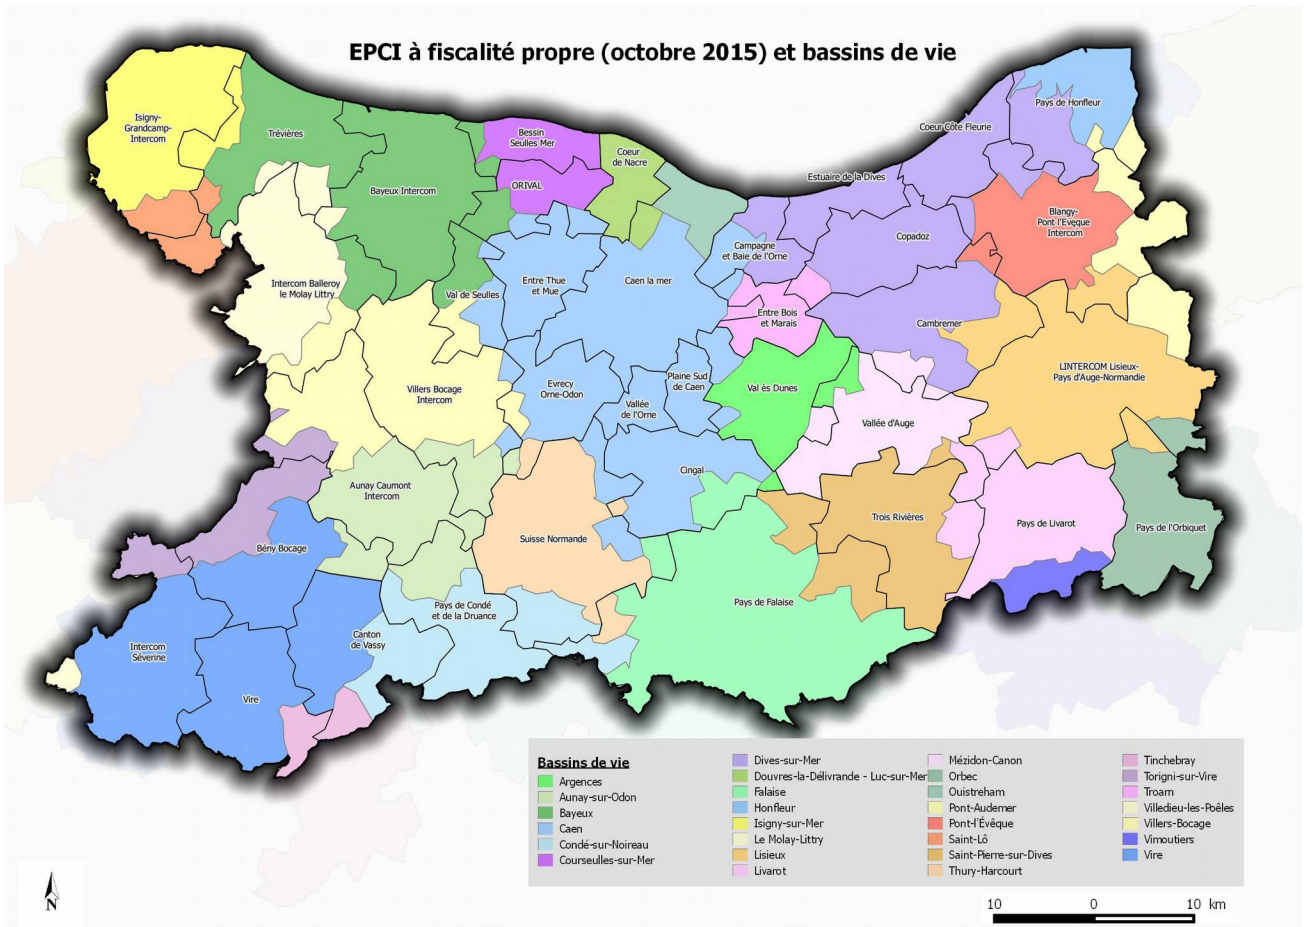 EPCI à fiscalité propre (octobre 2015) et bassins de vie
Isigny-
Grandcamp-
Intercom
Trévières
Bessin
Seulles Mer
Coeur
de Nacre
ORIVAL
Bayeux Intercom
Pays de Honfleur
Coeur Côte Fleurie
Estuaire de la Dives
Blangy-
Pont l'Evęque
Intercom
Copadoz
Campagne
et Baie de l'Orne
Intercom Balleroy
le Molay Littry
Val de Seulles
Entre Thue
et Mue
Caen la mer
Entre Bois
et Marais
Cambremer
Villers Bocage
Intercom
Evrecy
Orne-Odon
Vallée
de l'Orne
Plaine Sud
de Caen
Val ès Dunes
LINTERCOM Lisieux-
Pays d'Auge-Normandie
Vallée d'Auge
Aunay Caumont
Intercom
Cingal
Trois Rivières
Pays de Livarot
Pays de l'Orbiquet
Bény Bocage
Suisse Normande
Pays de Condé
et de la Druance
Pays de Falaise
Canton
de Vassy
Intercom
Séverine
Vire
Bassins de vie
Argences
Aunay-sur-Odon
Bayeux
Caen
Condé-sur-Noireau
Courseulles-sur-Mer
Dives-sur-Mer
Douvres-la-Délivrande - Luc-sur-Mer
Falaise
Honfleur
Isigny-sur-Mer
Le Molay-Littry
Lisieux
Livarot
Mézidon-Canon
Orbec
Ouistreham
Pont-Audemer
Pont-l'Évêque
Saint-Lô
Saint-Pierre-sur-Dives
Thury-Harcourt
Tinchebray
Torigni-sur-Vire
Troarn
Villedieu-les-Poêles
Villers-Bocage
Vimoutiers
Vire
N
10 0 10 km